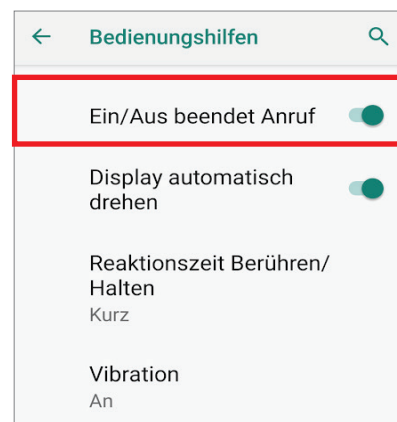 Bedienungshilfen
Ein/Aus beendet Anruf
Display automatisch
drehen
Reaktionszeit Berühren/
Halten
Kurz
Vibration
An